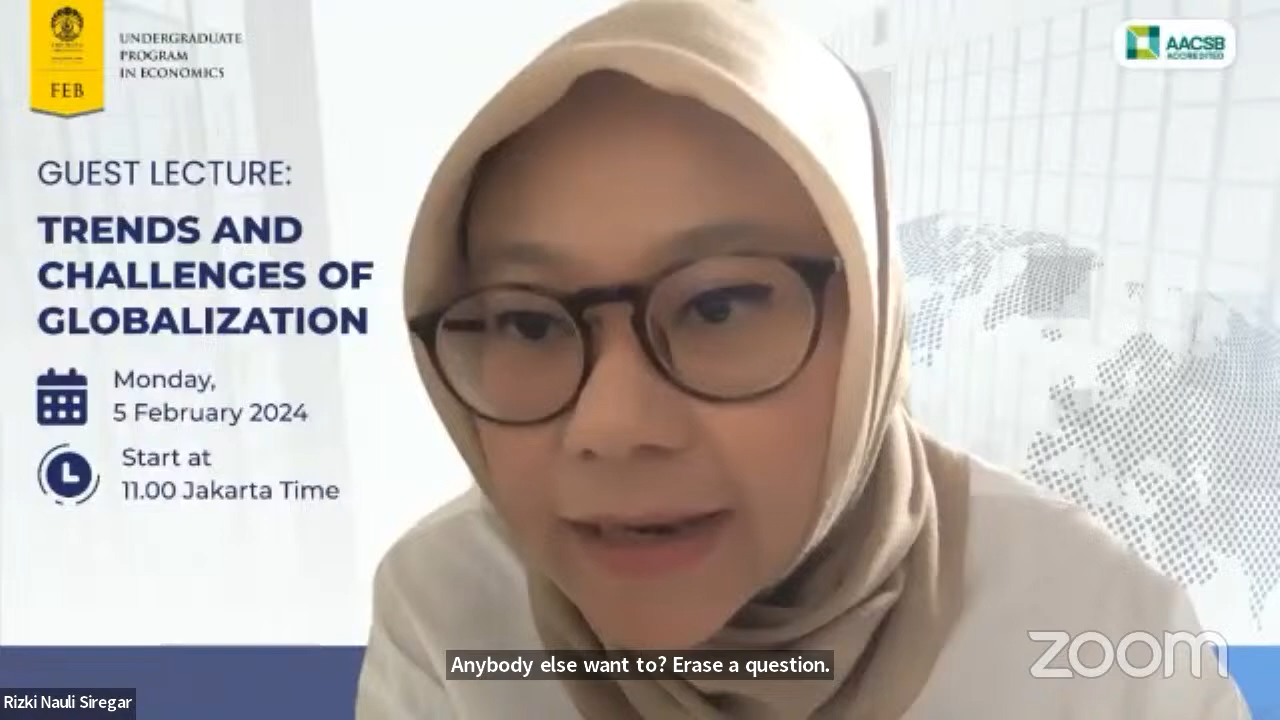 FEB
UNDERGRADUATE
PROGRAM
IN ECONOMICS
AACSB
ACCREDITED
GUEST LECTURE:
TRENDS AND
CHALLENGES OF
GLOBALIZATION
Monday,
5 February 2024
Start at
11.00 Jakarta Time
Anybody else want to? Erase a question.
zoom
Rizki Nauli Siregar